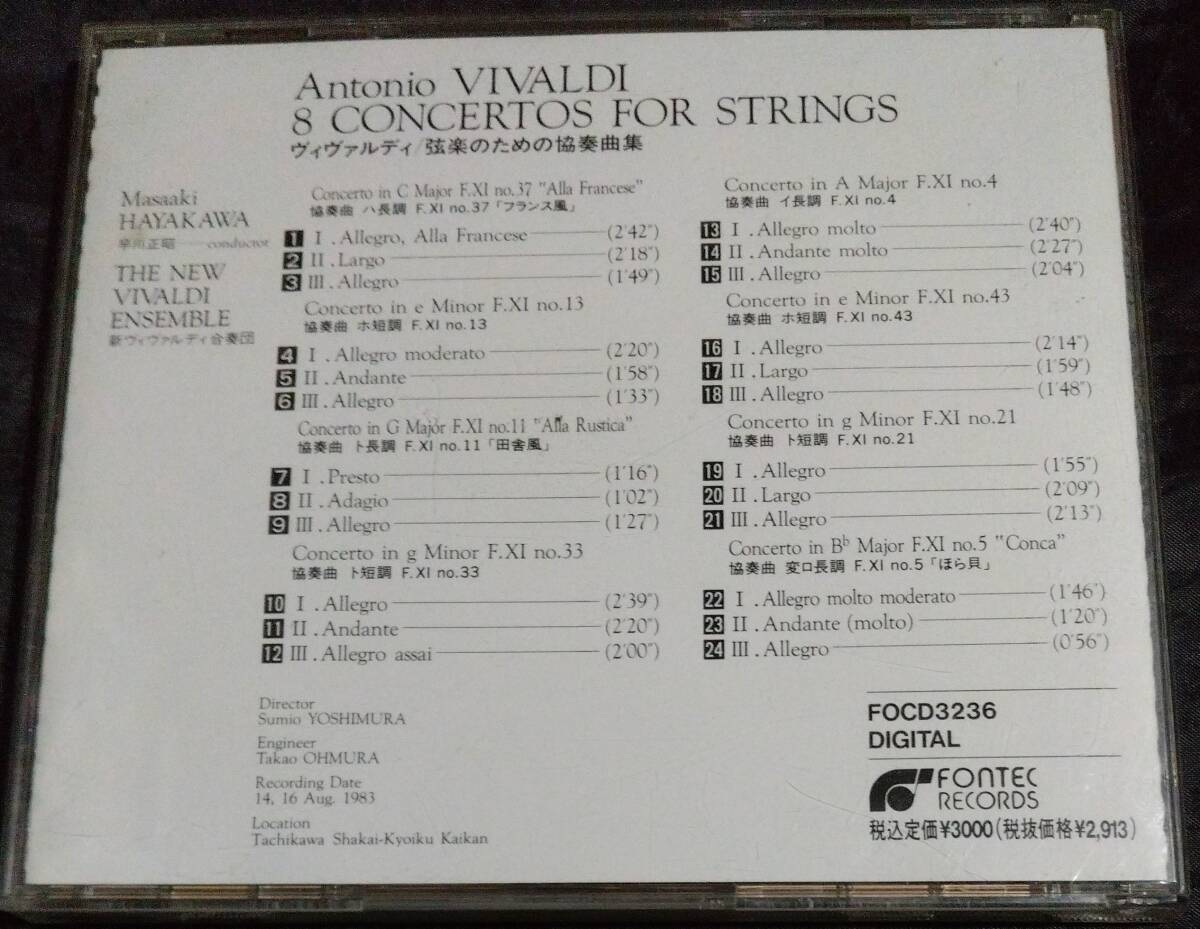 Antonio VIVALDI
8 CONCERTOS FOR STRINGS
ヴィヴァルディ/弦楽のための協奏曲集
Masaaki
HAYAKAWA
早川正昭 conductor
THE NEW
VIVALDI
ENSEMBLE
新ヴィヴァルディ合奏団
Concerto in C Major F.XI no.37 "Alla Francese"
協奏曲 ハ長調 F.XI no.37「フランス風」
1 I. Allegro, Alla Francese (2'42")
2 II. Largo (2'18")
3 III. Allegro (1'49")
Concerto in e Minor F.XI no.13
協奏曲 ホ短調 F.XI no.13
4 I. Allegro moderato (2'20")
5 II. Andante (1'58")
6 III. Allegro (1'33")
Concerto in G Major F.XI no.11 "Alla Rustica"
協奏曲 ト長調 F.XI no.11「田舎風」
7 I. Presto (1'16")
8 II. Adagio (1'02")
9 III. Allegro (1'27")
Concerto in g Minor F.XI no.33
協奏曲 ト短調 F.XI no.33
10 I. Allegro (2'39")
11 II. Andante (2'20")
12 III. Allegro assai (2'00")
Concerto in A Major F.XI no.4
協奏曲 イ長調 F.XI no.4
13 I. Allegro molto (2'40")
14 II. Andante molto (2'27")
15 III. Allegro (2'04")
Concerto in e Minor F.XI no.43
協奏曲 ホ短調 F.XI no.43
16 I. Allegro (2'14")
17 II. Largo (1'59")
18 III. Allegro (1'48")
Concerto in g Minor F.XI no.21
協奏曲 ト短調 F.XI no.21
19 I. Allegro (1'55")
20 II. Largo (2'09")
21 III. Allegro (2'13")
Concerto in B♭ Major F.XI no.5 "Conca"
協奏曲 変ロ長調 F.XI no.5「ほら貝」
22 I. Allegro molto moderato (1'46")
23 II. Andante (molto) (1'20")
24 III. Allegro (0'56")
Director
Sumio YOSHIMURA
Engineer
Takao OHMURA
Recording Date
14, 16 Aug. 1983
Location
Tachikawa Shakai-Kyoiku Kaikan
FOCD3236
DIGITAL
FONTEC
RECORDS
税込定価¥3000(税抜価格¥2,913)